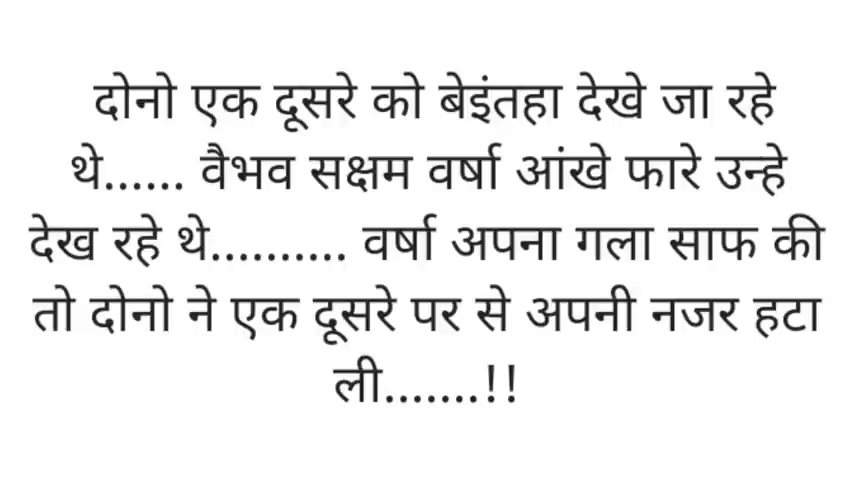 दोनो एक दूसरे को बेइंतहा देखे जा रहे
थे...... वैभव सक्षम वर्षा आंखे फारे उन्हे
देख रहे थे.......... वर्षा अपना गला साफ की
तो दोनो ने एक दूसरे पर से अपनी नजर हटा
ली.......!!